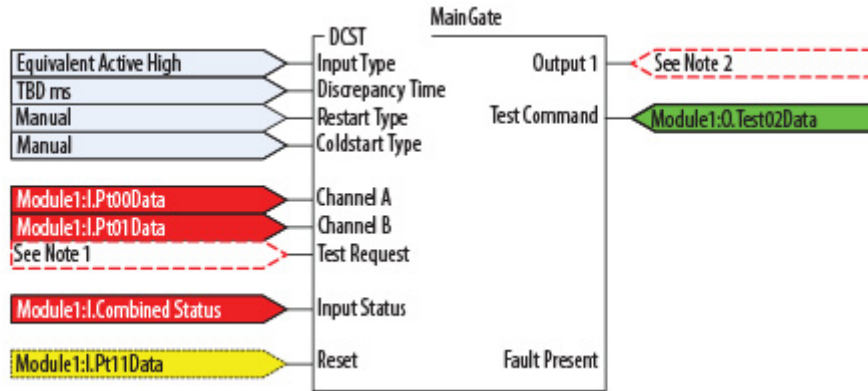 MainGate
DCST
Equivalent Active High Input Type Output 1 See Note 2
TBD ms Discrepancy Time
Manual Restart Type Test Command Module1:O.Test02Data
Manual Coldstart Type
Module1:I.Pt00Data Channel A
Module1:I.Pt01Data Channel B
See Note 1 Test Request
Module1:I.Combined Status Input Status
Module1:I.Pt11Data Reset Fault Present